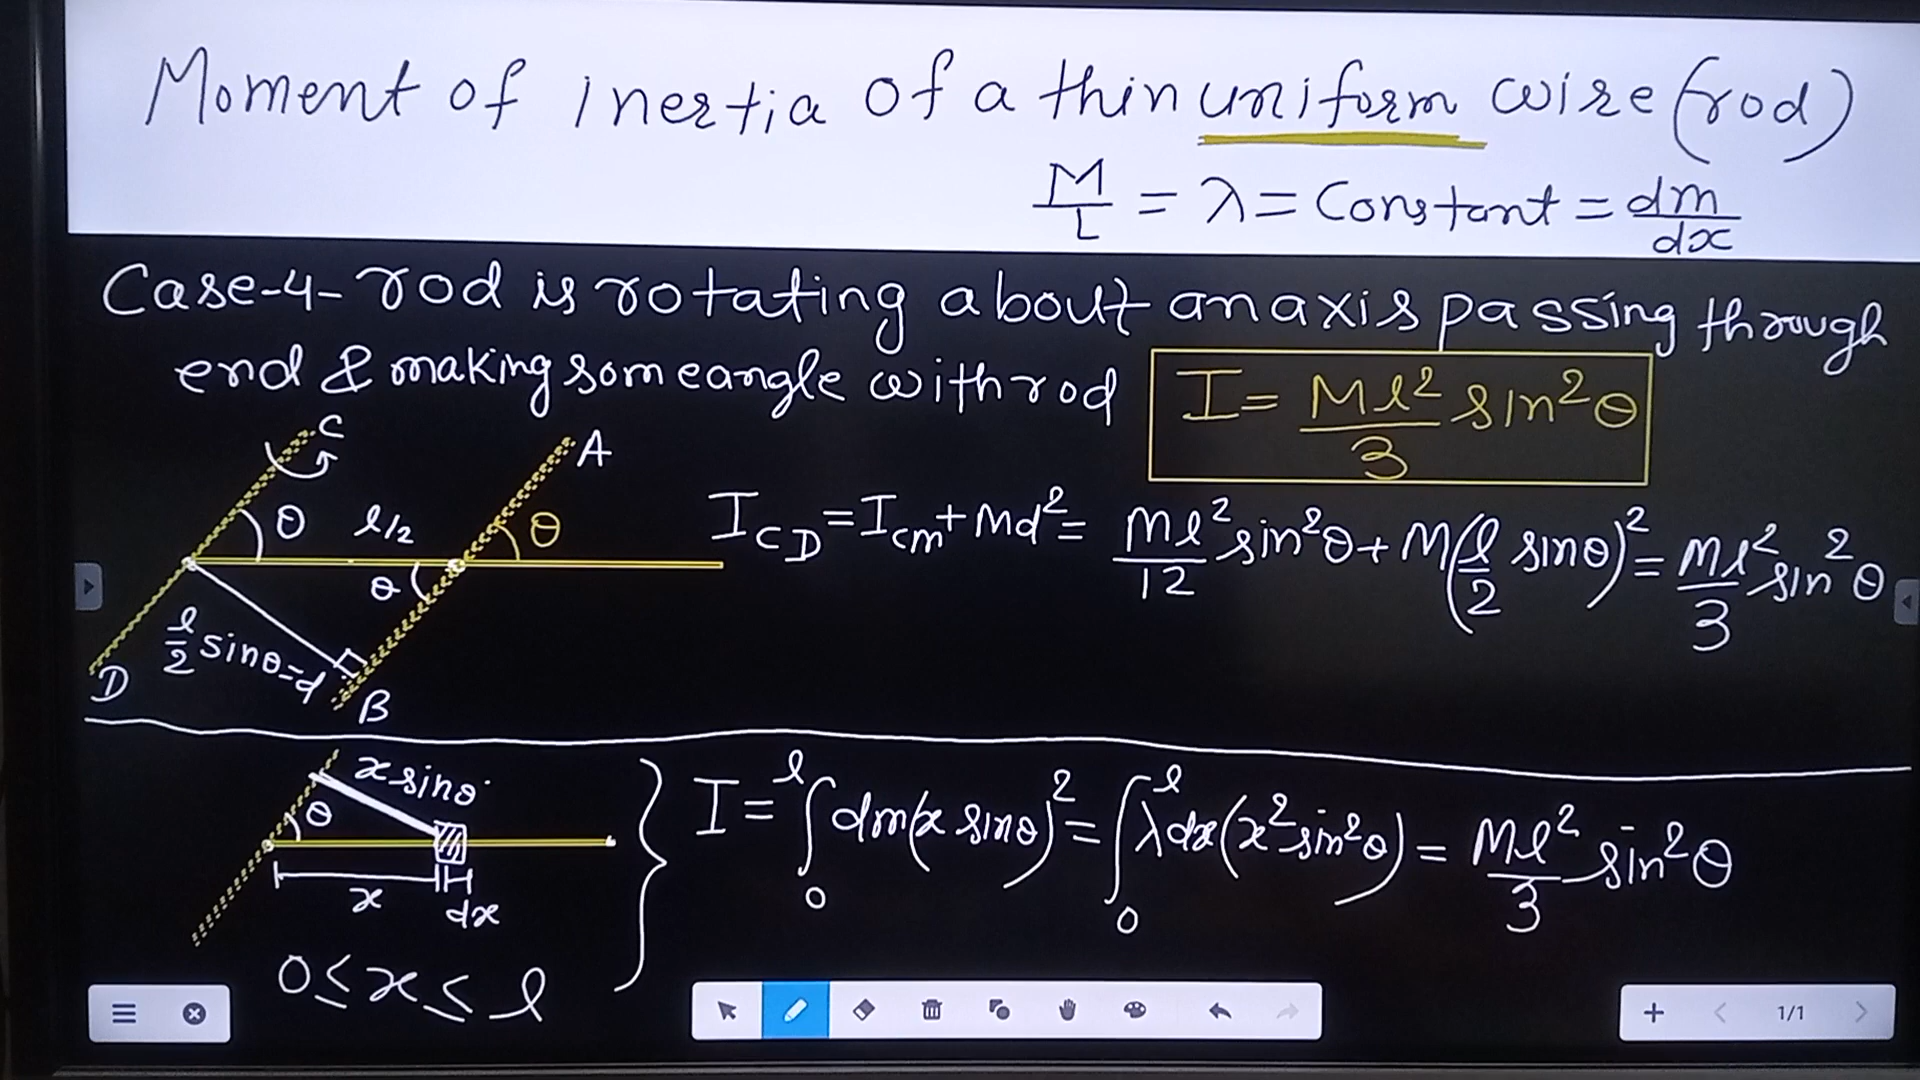 Moment of inertia of a thin uniform wire (rod)
M/L = λ = Constant = dm/dx
Case-4- rod is rotating about an axis passing through
end & making some angle with rod
I = Ml²/3 sin²θ
C
A
θ
l/2
θ
θ
l/2 sinθ=d
D
B
I_CD = I_cm + Md² = Ml²/12 sin²θ + M(l/2 sinθ)² = Ml²/3 sin²θ
x sinθ
θ
x
dx
0≤x≤l
} I = ∫₀ˡ dm(x sinθ)² = ∫₀ˡ λdx(x²sin²θ) = Ml²/3 sin²θ
1/1